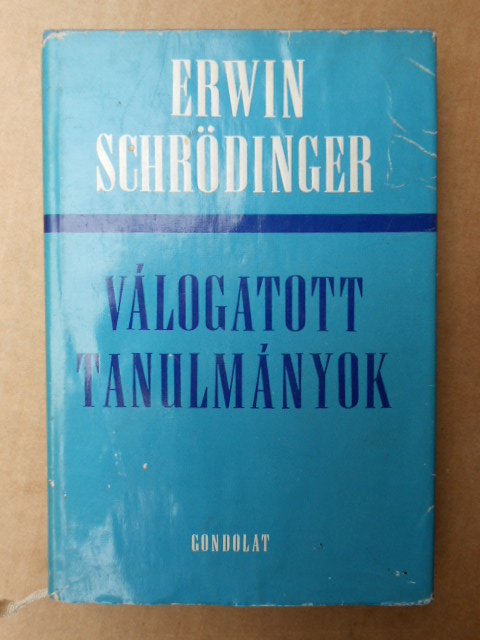 ERWIN
SCHRÖDINGER
VÁLOGATOTT
TANULMÁNYOK
GONDOLAT